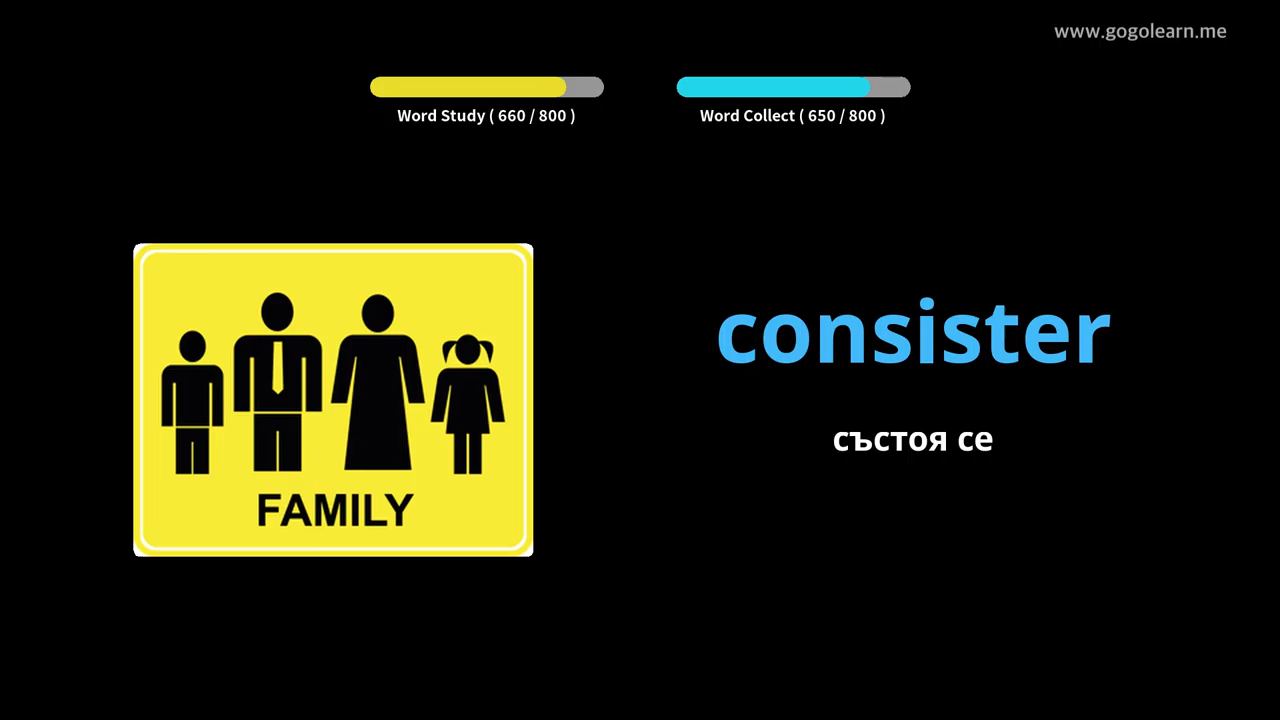 www.gogolearn.me
Word Study ( 660 / 800 )
Word Collect ( 650 / 800 )
consister
състоя се
FAMILY